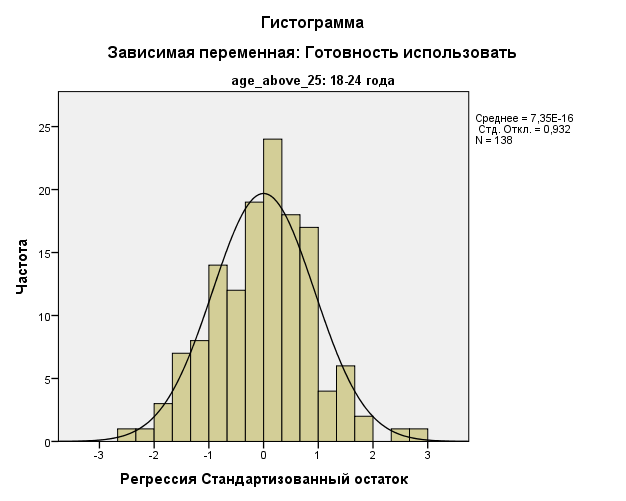 Гистограмма
Зависимая переменная: Готовность использовать
age_above_25: 18-24 года
Среднее = 7,35E-16
Стд. Откл. = 0,932
N = 138
Частота
25
20
15
10
5
0
-3 -2 -1 0 1 2 3
Регрессия Стандартизованный остаток